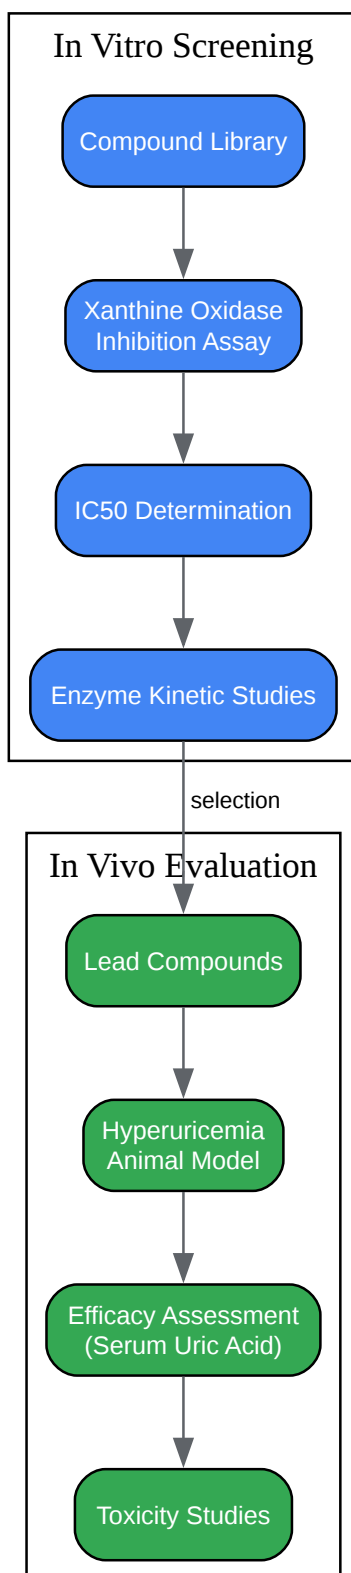 In Vitro Screening
Compound Library
Xanthine Oxidase
Inhibition Assay
IC50 Determination
Enzyme Kinetic Studies
selection
In Vivo Evaluation
Lead Compounds
Hyperuricemia
Animal Model
Efficacy Assessment
(Serum Uric Acid)
Toxicity Studies